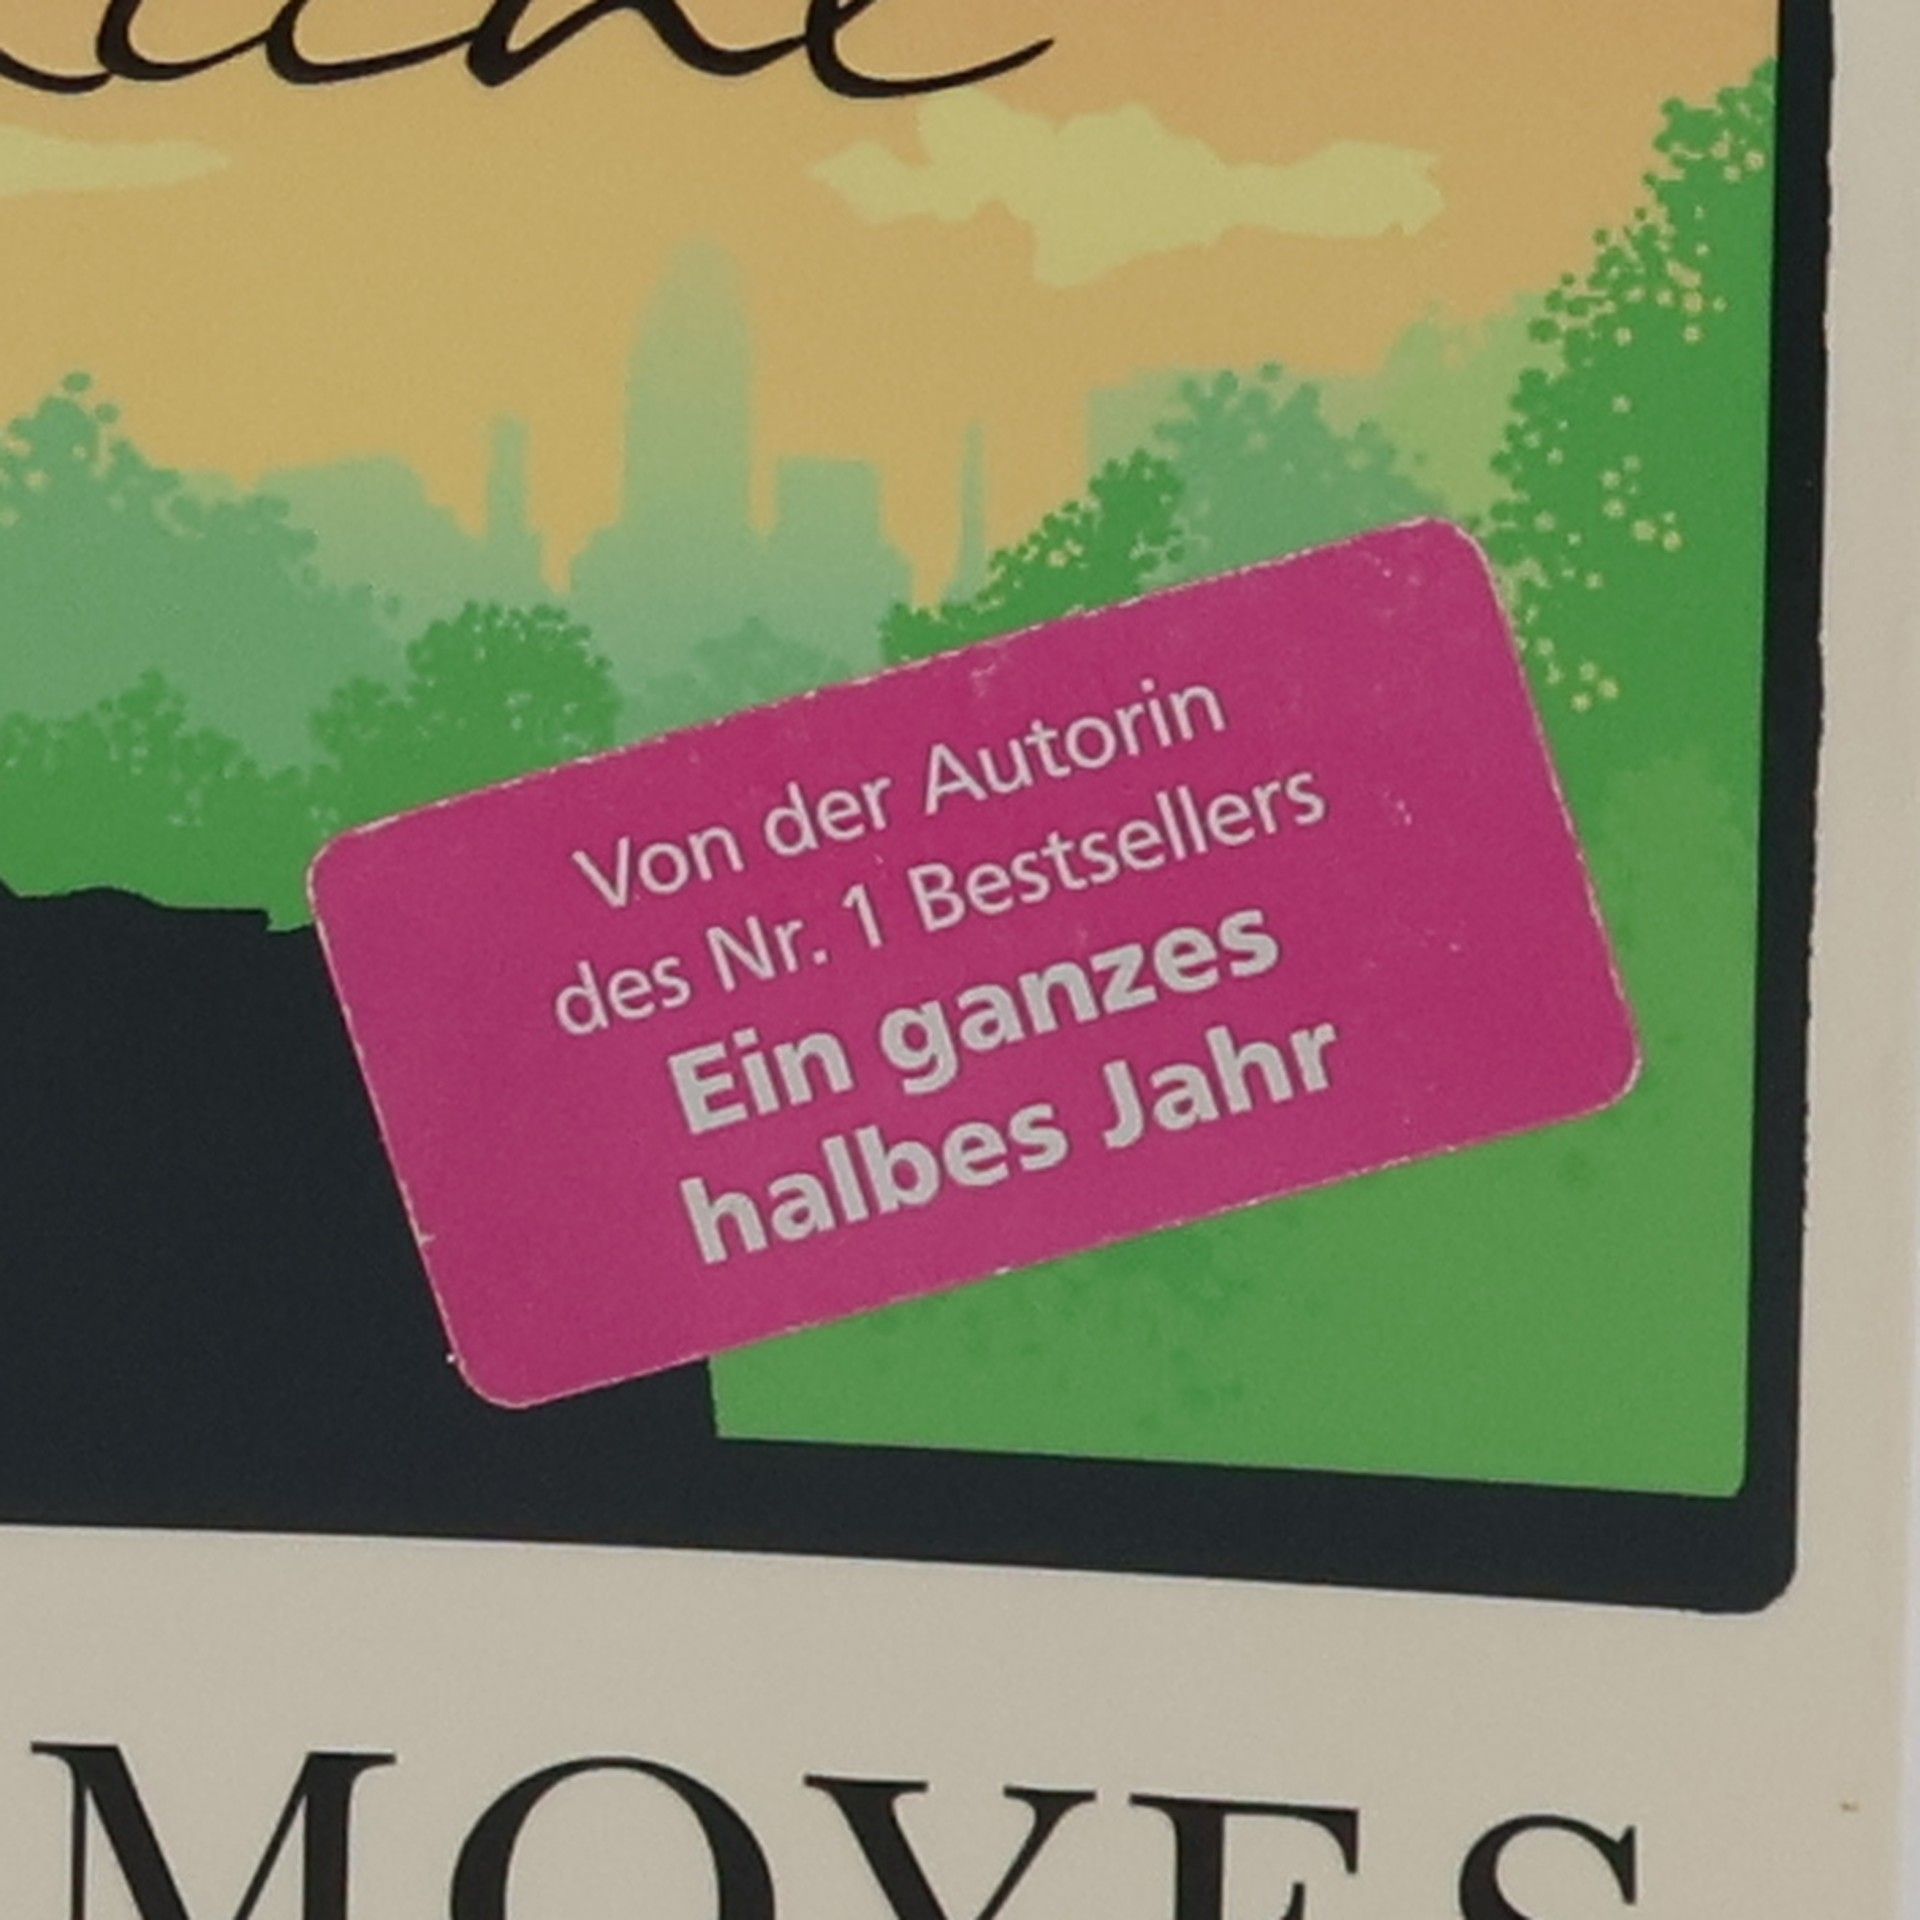 Von der Autorin
des Nr. 1 Bestsellers
Ein ganzes
halbes Jahr
MOYES